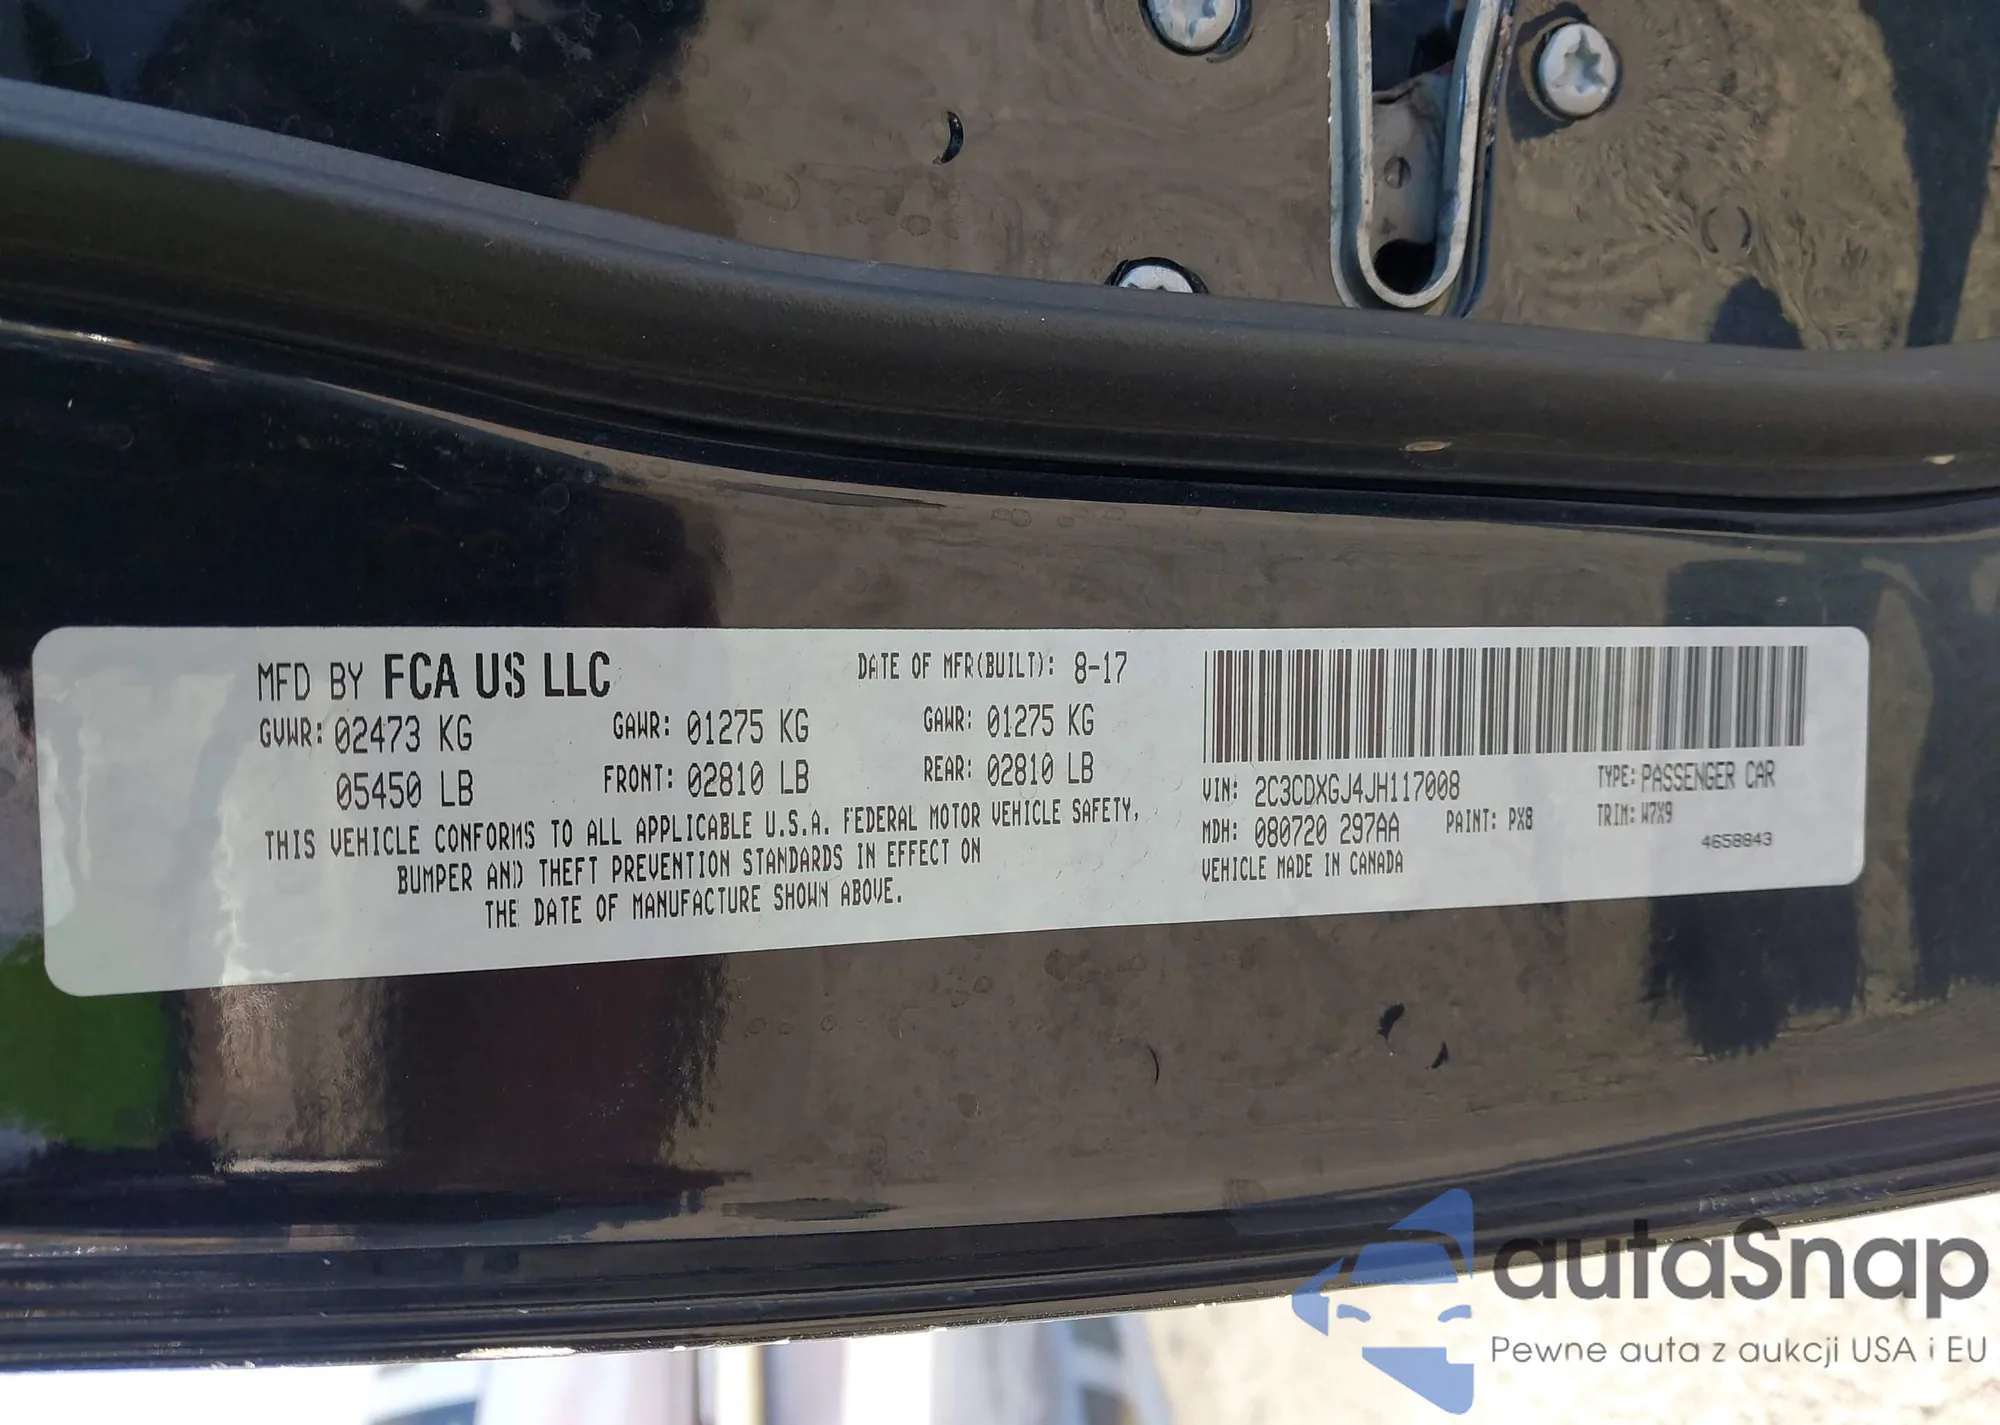 MFD BY FCA US LLC
DATE OF MFR(BUILT): 8-17
GVWR: 02473 KG
GAWR: 01275 KG
GAWR: 01275 KG
05450 LB
FRONT: 02810 LB
REAR: 02810 LB
THIS VEHICLE CONFORMS TO ALL APPLICABLE U.S.A. FEDERAL MOTOR VEHICLE SAFETY,
BUMPER AND THEFT PREVENTION STANDARDS IN EFFECT ON
THE DATE OF MANUFACTURE SHOWN ABOVE.
VIN: 2C3CDXGJ4JH117008
TYPE: PASSENGER CAR
MDH: 080720 297AA
PAINT: PX8
TRIM: W7X9
VEHICLE MADE IN CANADA
4658843
autaSnap
Pewne auta z aukcji USA i EU